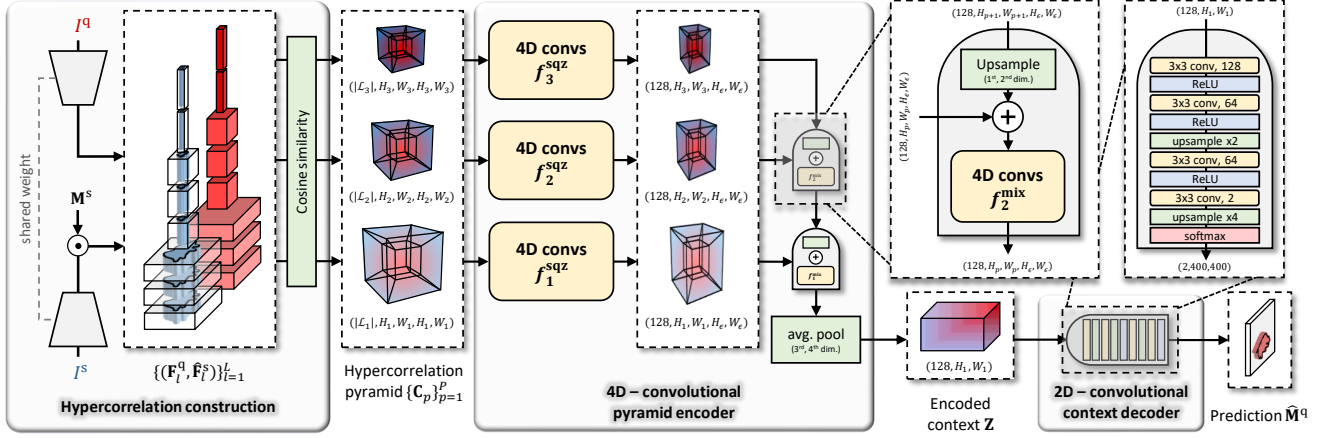 I^q
shared weight
M^s
I^s
{(F_l^q, F̂_l^s)}_{l=1}^L
Hypercorrelation construction
Cosine similarity
(|ℒ_3|, H_3, W_3, H_3, W_3)
(|ℒ_2|, H_2, W_2, H_2, W_2)
(|ℒ_1|, H_1, W_1, H_1, W_1)
Hypercorrelation
pyramid {C_p}_{p=1}^P
4D convs
f_3^sqz
4D convs
f_2^sqz
4D convs
f_1^sqz
(128, H_3, W_3, H_ϵ, W_ϵ)
(128, H_2, W_2, H_ϵ, W_ϵ)
(128, H_1, W_1, H_ϵ, W_ϵ)
f_2^mix
f_1^mix
avg. pool
(3rd, 4th dim.)
4D – convolutional
pyramid encoder
(128, H_{p+1}, W_{p+1}, H_ϵ, W_ϵ)
Upsample
(1st, 2nd dim.)
(128, H_p, W_p, H_ϵ, W_ϵ)
4D convs
f_2^mix
(128, H_p, W_p, H_ϵ, W_ϵ)
(128, H_1, W_1)
3x3 conv, 128
ReLU
3x3 conv, 64
ReLU
upsample x2
3x3 conv, 64
ReLU
3x3 conv, 2
upsample x4
softmax
(2,400,400)
(128, H_1, W_1)
Encoded
context Z
2D – convolutional
context decoder
Prediction M̂^q